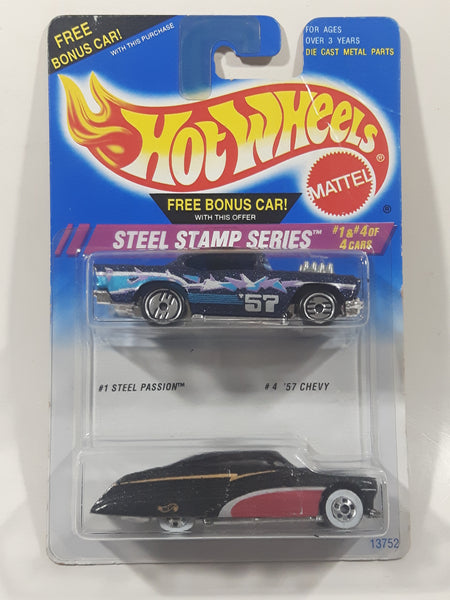 FREE
BONUS CAR!
WITH THIS PURCHASE
FOR AGES
OVER 3 YEARS
DIE CAST METAL PARTS
HOT WHEELS
®
MATTEL
®
FREE BONUS CAR!
WITH THIS OFFER
STEEL STAMP SERIES™
#1 & #4 OF
4 CARS
'57
#1 STEEL PASSION™
#4 '57 CHEVY
13752